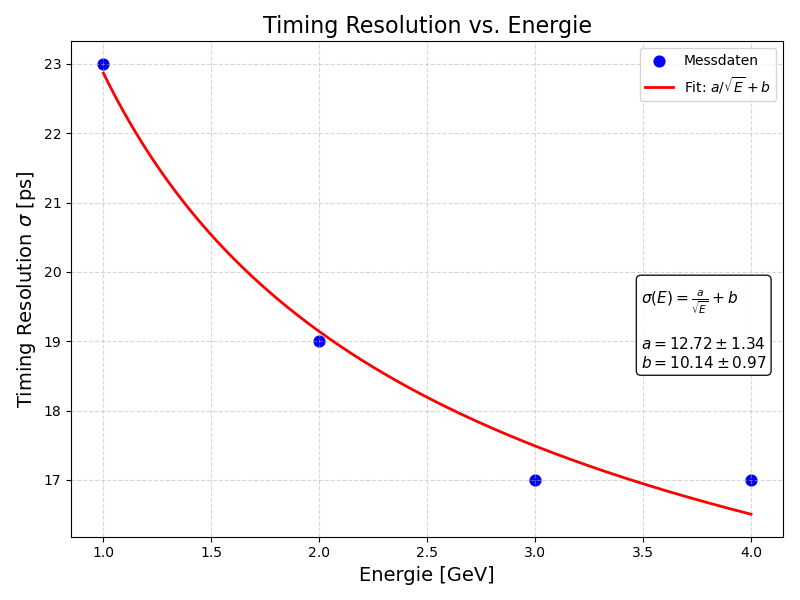 Timing Resolution vs. Energie
Messdaten
Fit: a/√E + b
σ(E) = a/√E + b
a = 12.72 ± 1.34
b = 10.14 ± 0.97
Timing Resolution σ [ps]
23
22
21
20
19
18
17
1.0 1.5 2.0 2.5 3.0 3.5 4.0
Energie [GeV]